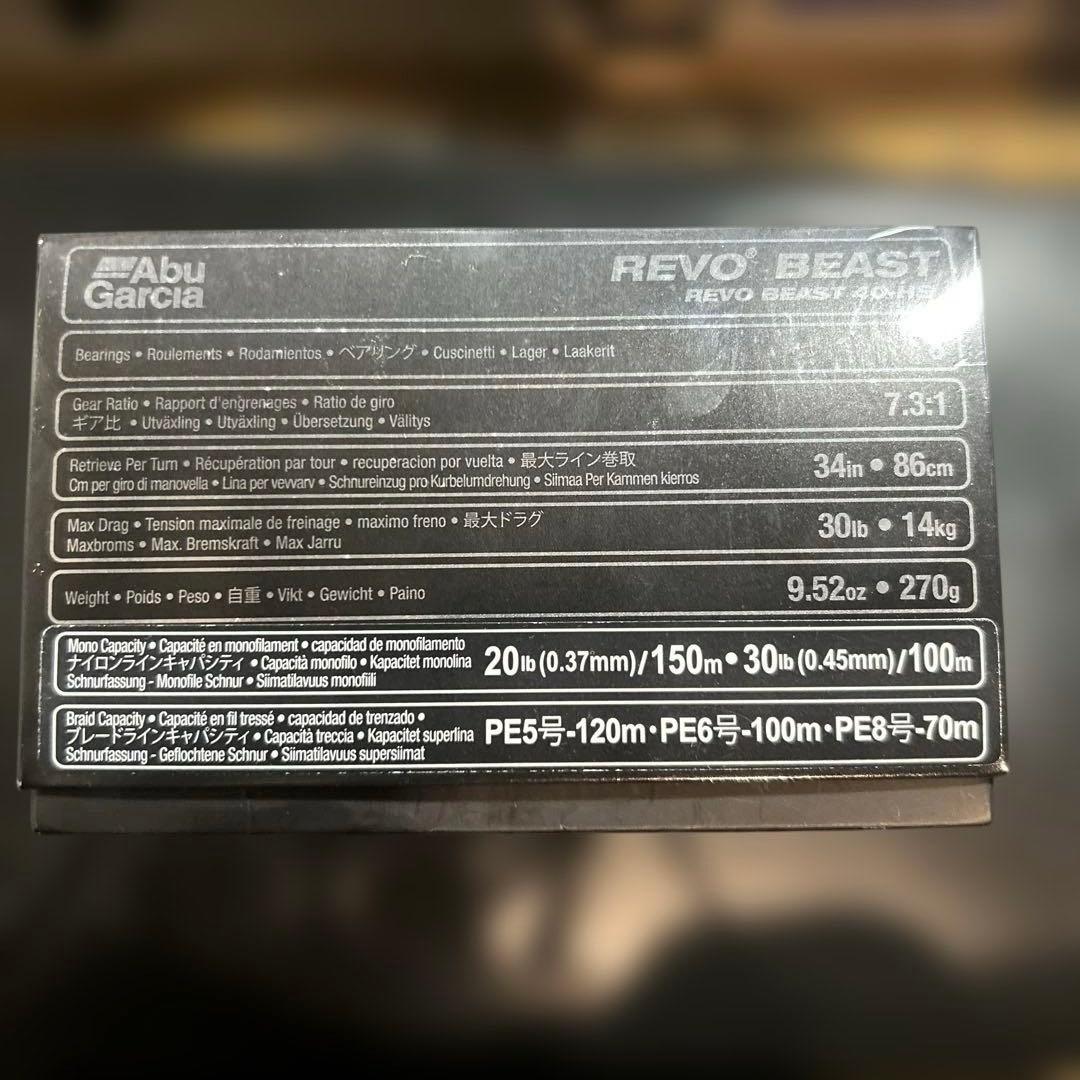 Abu
Garcia
REVO® BEAST
REVO BEAST
Bearings • Roulements • Rodamientos • ベアリング • Cuscinetti • Lager • Laakerit
Gear Ratio • Rapport d'engrenages • Ratio de giro
ギア比 • Utväxling • Utväxling • Übersetzung • Välitys
7.3:1
Retrieve Per Turn • Récupération par tour • recuperacion por vuelta • 最大ライン巻取
Cm per giro di manovella • Lina per vevvarv • Schnureinzug pro Kurbelumdrehung • Siimaa Per Kammen kierros
34in • 86cm
Max Drag • Tension maximale de freinage • maximo freno • 最大ドラグ
Maxbroms • Max. Bremskraft • Max Jarru
30lb • 14kg
Weight • Poids • Peso • 自重 • Vikt • Gewicht • Paino
9.52oz • 270g
Mono Capacity • Capacité en monofilament • capacidad de monofilamento
ナイロンラインキャパシティ • Capacità monofilo • Kapacitet monolina
Schnurfassung - Monofile Schnur • Siimatilavuus monofiili
20lb (0.37mm)/150m • 30lb (0.45mm)/100m
Braid Capacity • Capacité en fil tressé • capacidad de trenzado •
ブレードラインキャパシティ • Capacità treccia • Kapacitet superlina
Schnurfassung - Geflochtene Schnur • Siimatilavuus supersiimat
PE5号-120m・PE6号-100m・PE8号-70m